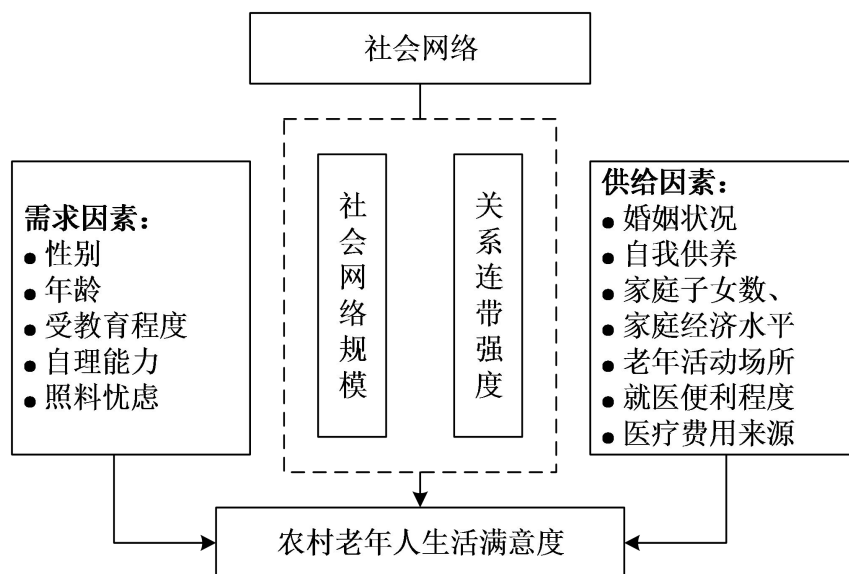 社会网络
需求因素：
● 性别
● 年龄
● 受教育程度
● 自理能力
● 照料忧虑
社会网络规模
关系连带强度
供给因素：
● 婚姻状况
● 自我供养
● 家庭子女数、
● 家庭经济水平
● 老年活动场所
● 就医便利程度
● 医疗费用来源
农村老年人生活满意度